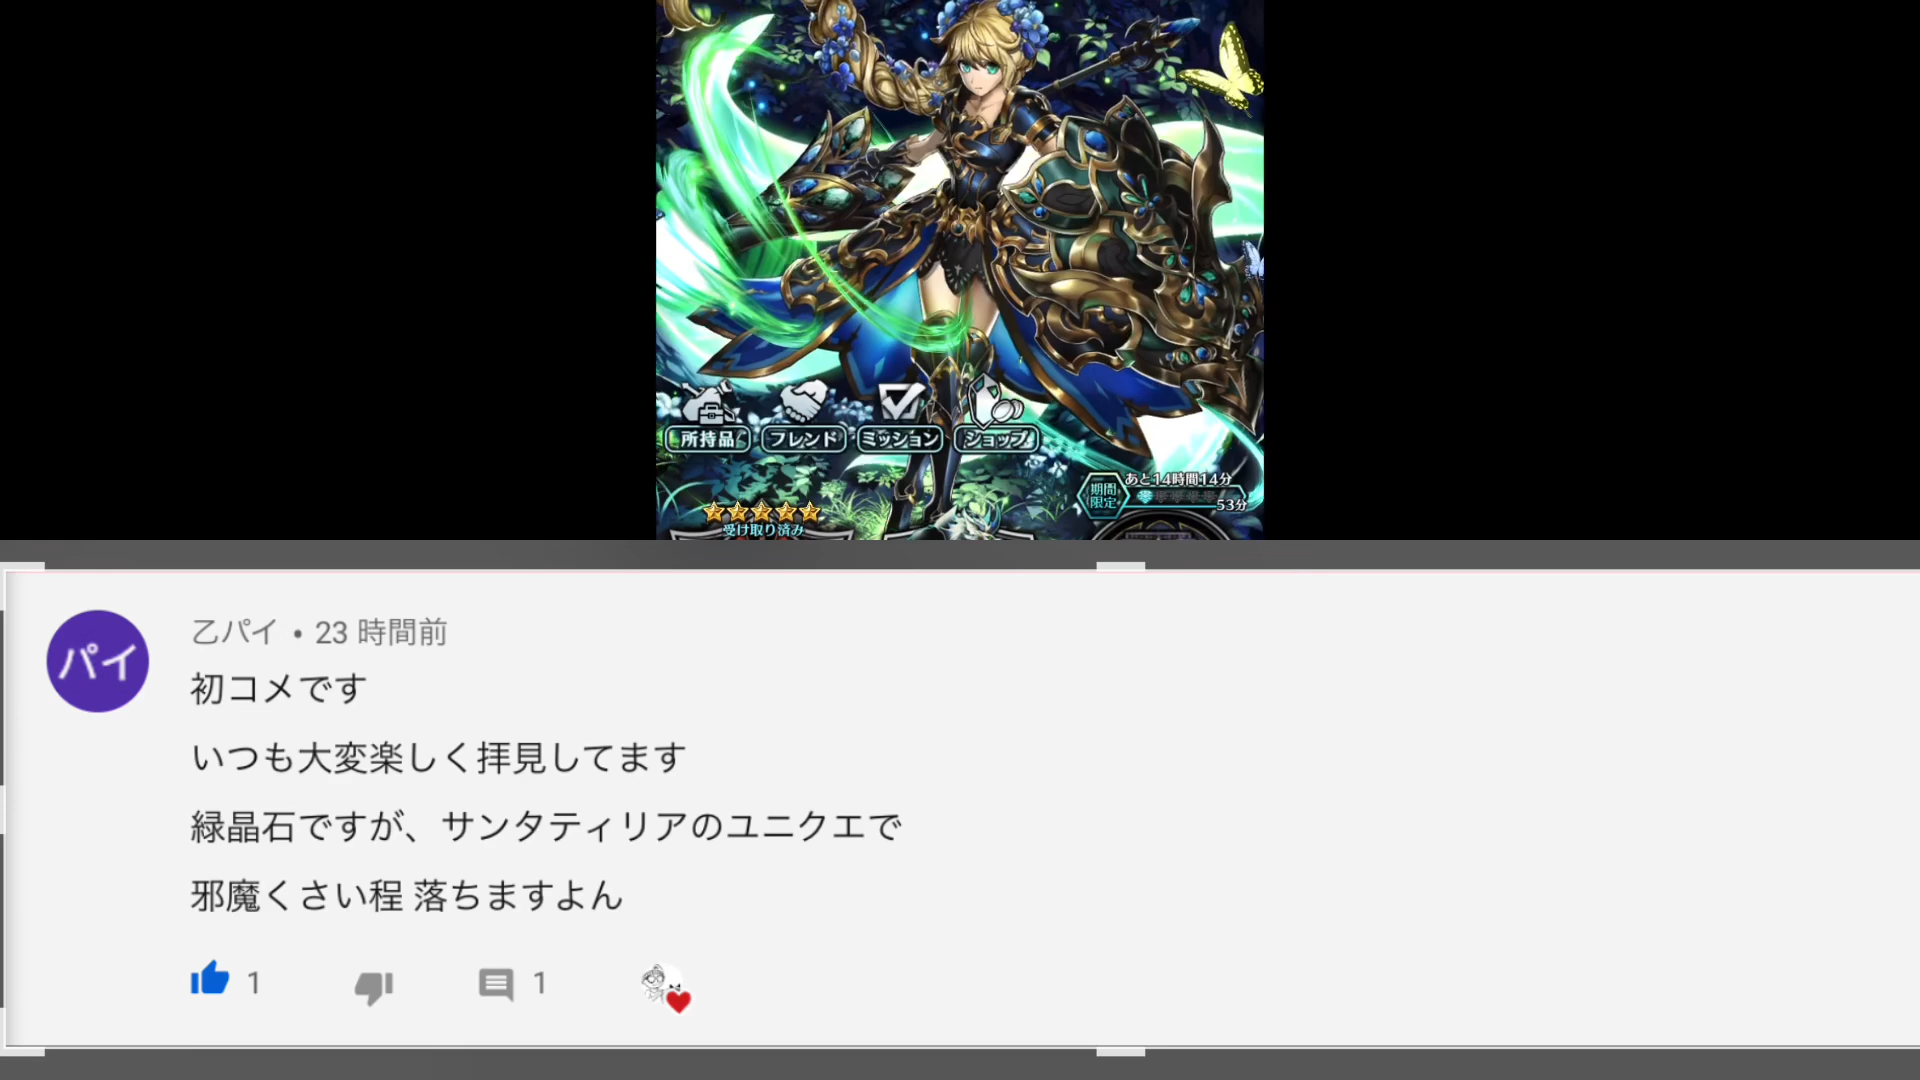 所持品
フレンド
ミッション
ショップ
あと14時間14分
期間
限定
53分
受け取り済み
パイ
乙パイ • 23 時間前
初コメです
いつも大変楽しく拝見してます
緑晶石ですが、サンタティリアのユニクエで
邪魔くさい程 落ちますよん
1
1